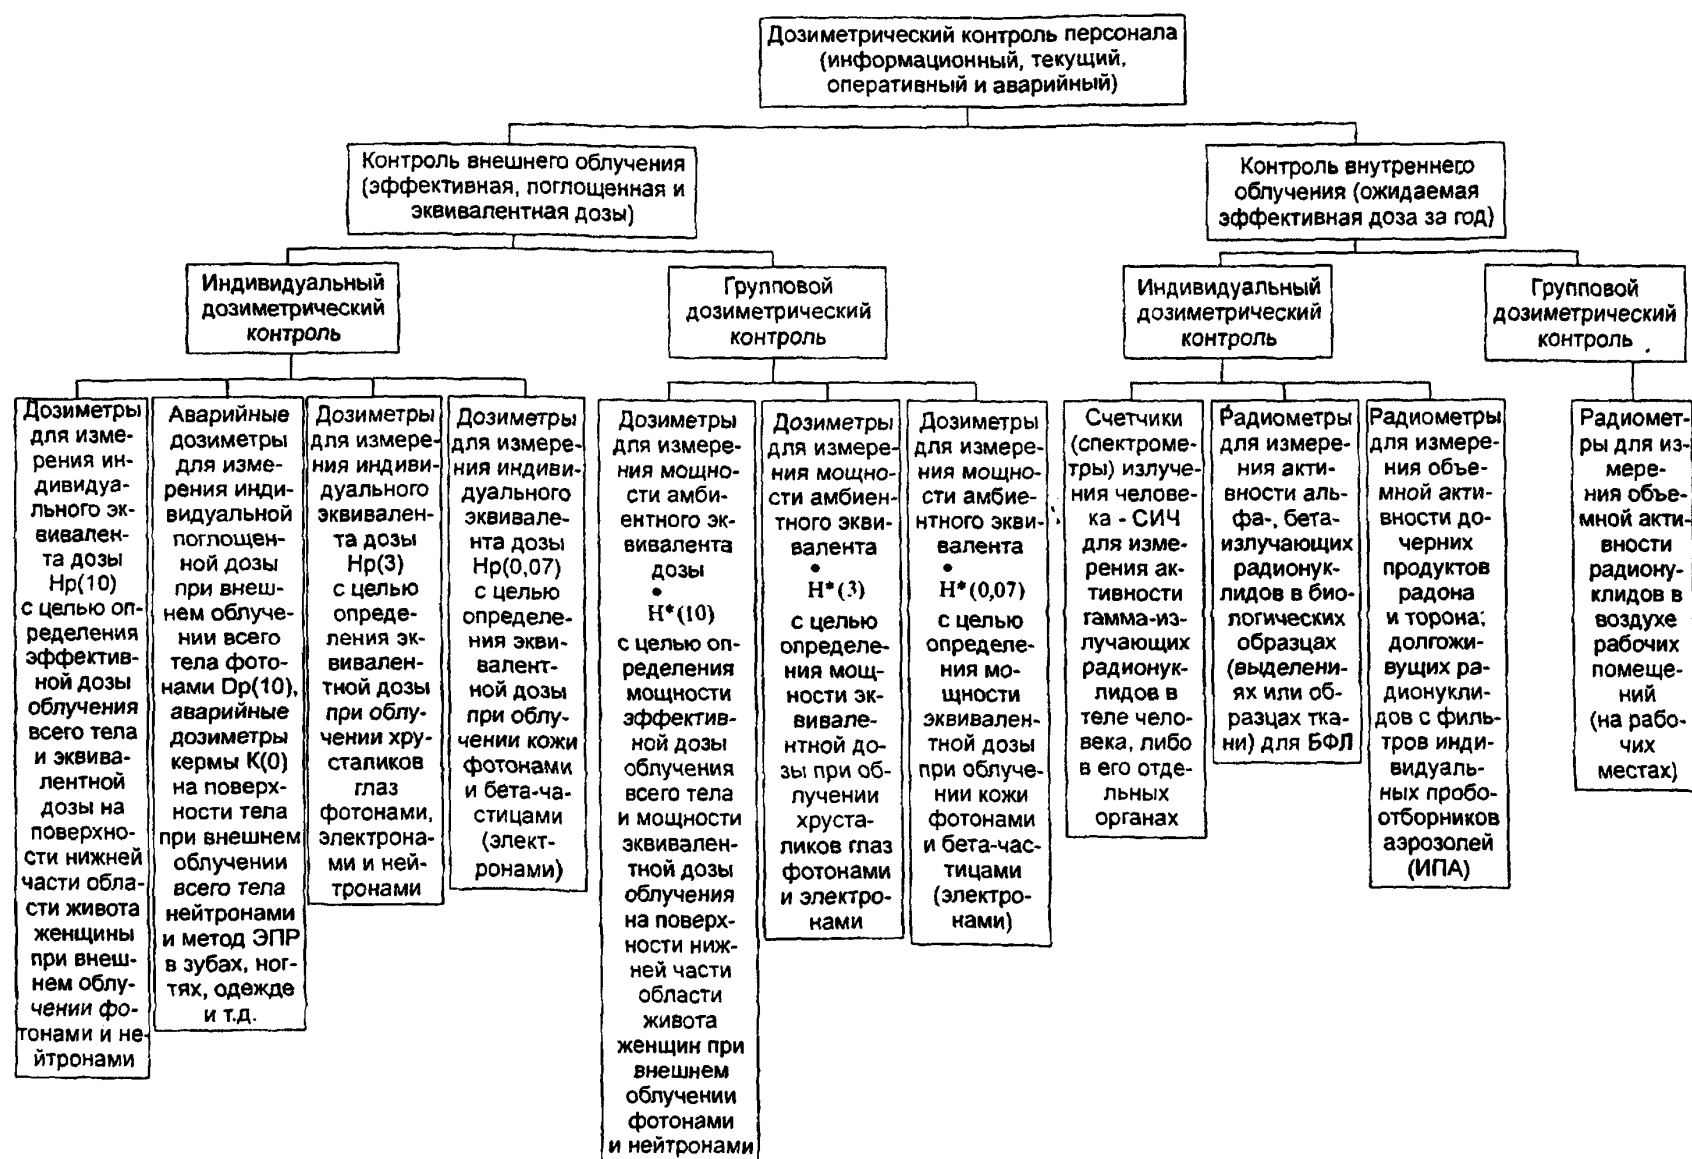 Дозиметрический контроль персонала
(информационный, текущий,
оперативный и аварийный)
Контроль внешнего облучения
(эффективная, поглощенная и
эквивалентная дозы)
Контроль внутреннего
облучения (ожидаемая
эффективная доза за год)
Индивидуальный
дозиметрический
контроль
Групповой
дозиметрический
контроль
Индивидуальный
дозиметрический
контроль
Групповой
дозиметрический
контроль
Дозиметры
для изме-
рения ин-
дивидуа-
льного эк-
вивален-
та дозы
Нр(10)
с целью оп-
ределения
эффектив-
ной дозы
облучения
всего тела
и эквива-
лентной
дозы на
поверхно-
сти нижней
части обла-
сти живота
женщины
при внеш-
нем облу-
чении фо-
тонами и не-
йтронами
Аварийные
дозиметры
для изме-
рения инди-
видуальной
поглощен-
ной дозы
при внеш-
нем облуче-
нии всего
тела фото-
нами Dp(10),
аварийные
дозиметры
кермы К(0)
на поверх-
ности тела
при внешнем
облучении
всего тела
нейтронами
и метод ЭПР
в зубах, ног-
тях, одежде
и т.д.
Дозиметры
для измере-
ния индиви-
дуального
эквивален-
та дозы
Нр(3)
с целью
опреде-
ления эк-
вивален-
тной дозы
при облу-
чении хру-
сталиков
глаз
фотонами,
электрона-
ми и ней-
тронами
Дозиметры
для измере-
ния индиви-
дуального
эквивале-
нта дозы
Нр(0,07)
с целью
определе-
ния экви-
валент-
ной дозы
при облу-
чении кожи
фотонами
и бета-ча-
стицами
(элект-
ронами)
Дозиметры
для измере-
ния мощно-
сти амби-
ентного эк-
вивалента
дозы
•
H*(10)
с целью оп-
ределения
мощности
эффектив-
ной дозы
облучения
всего тела
и мощности
эквивален-
тной дозы
облучения
на поверх-
ности ниж-
ней части
области
живота
женщин при
внешнем
облучении
фотонами
и нейтронами
Дозиметры
для измере-
ния мощно-
сти амбиен-
тного экви-
валента
•
H*(3)
с целью
определе-
ния мощ-
ности эк-
вивале-
нтной до-
зы при об-
лучении
хруста-
ликов глаз
фотонами
и электро-
нами
Дозиметры
для измере-
ния мощно-
сти амбие-
нтного экви-
валента
•
H*(0,07)
с целью
определе-
ния мо-
щности
эквивален-
тной дозы
при облуче-
нии кожи
фотонами
и бета-час-
тицами
(электро-
нами)
Счетчики
(спектроме-
тры) излуче-
ния челове-
ка - СИЧ
для изме-
рения ак-
тивности
гамма-из-
лучающих
радионук-
лидов в
теле чело-
века, либо
в его отде-
льных
органах
Радиометры
для измере-
ния акти-
вности аль-
фа-, бета-
излучающих
радионук-
лидов в био-
логических
образцах
(выделени-
ях или об-
разцах тка-
ни) для БФЛ
Радиометры
для измере-
ния объе-
мной акти-
вности до-
черних
продуктов
радона
и торона;
долгожи-
вущих ра-
дионукли-
дов с филь-
тров инди-
видуаль-
ных пробо-
отборников
аэрозолей
(ИПА)
Радиомет-
ры для из-
мере-
ния объе-
мной акти-
вности
радиону-
клидов в
воздухе
рабочих
помеще-
ний
(на рабо-
чих
местах)